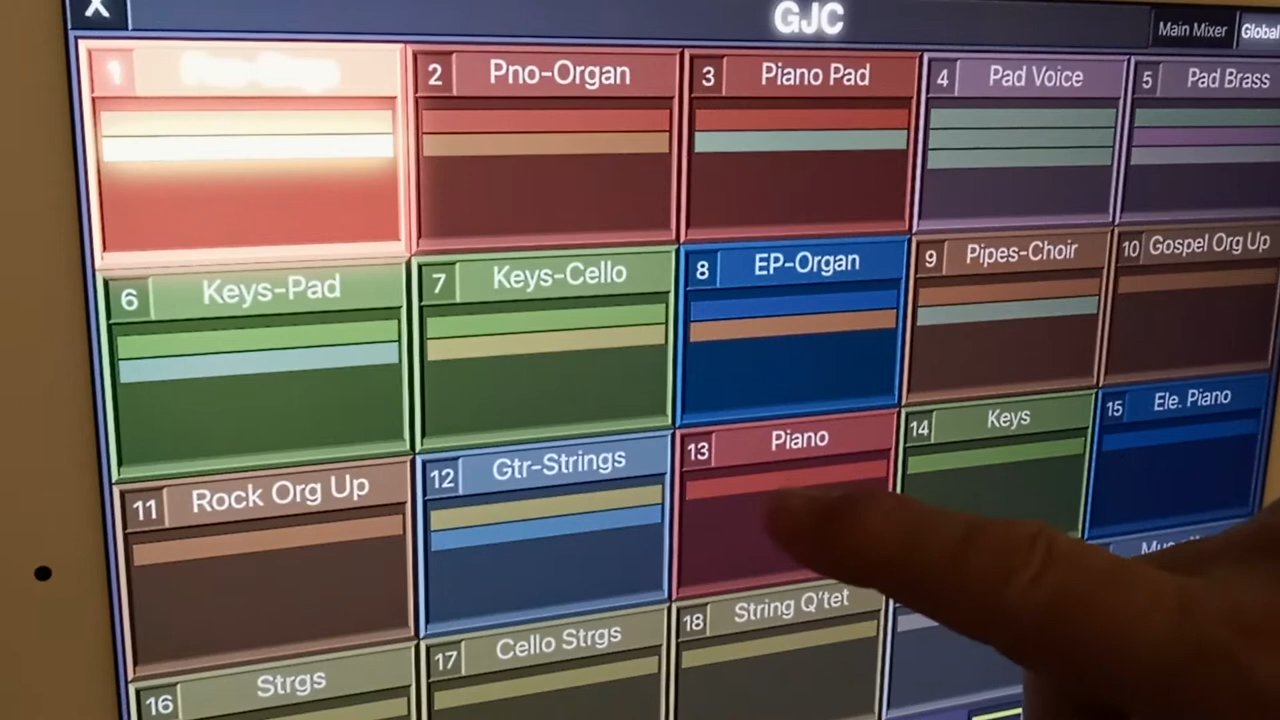 X
GJC
Main Mixer
Global
1
2 Pno-Organ
3 Piano Pad
4 Pad Voice
5 Pad Brass
6 Keys-Pad
7 Keys-Cello
8 EP-Organ
9 Pipes-Choir
10 Gospel Org Up
11 Rock Org Up
12 Gtr-Strings
13 Piano
14 Keys
15 Ele. Piano
16 Strgs
17 Cello Strgs
18 String Q'tet